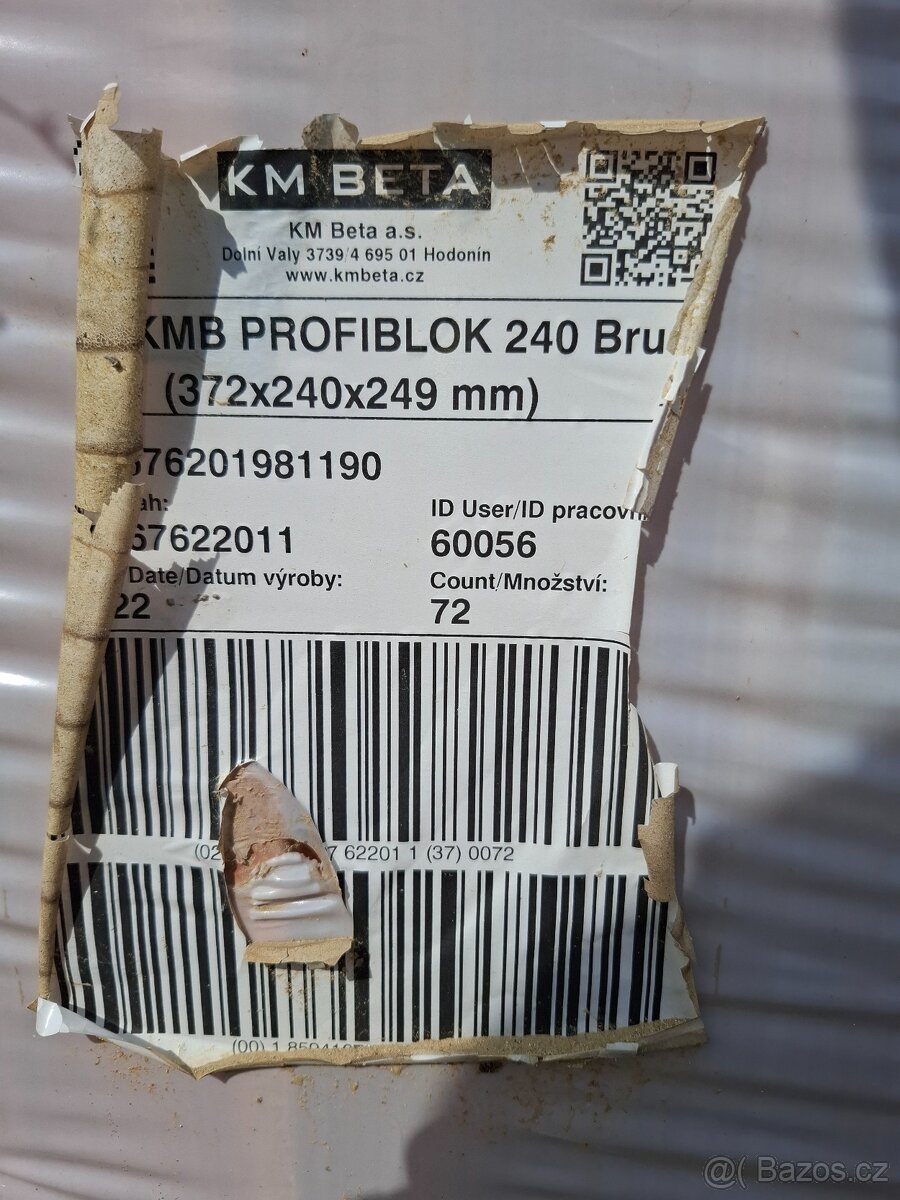 KM BETA
KM Beta a.s.
Dolní Valy 3739/4 695 01 Hodonín
www.kmbeta.cz
KMB PROFIBLOK 240 Bru
(372x240x249 mm)
76201981190
ah:
ID User/ID pracovn
67622011
60056
Date/Datum výroby:
Count/Množství:
22
72
(02
7 62201 1 (37) 0072
(00) 1 859410
@( Bazos.cz